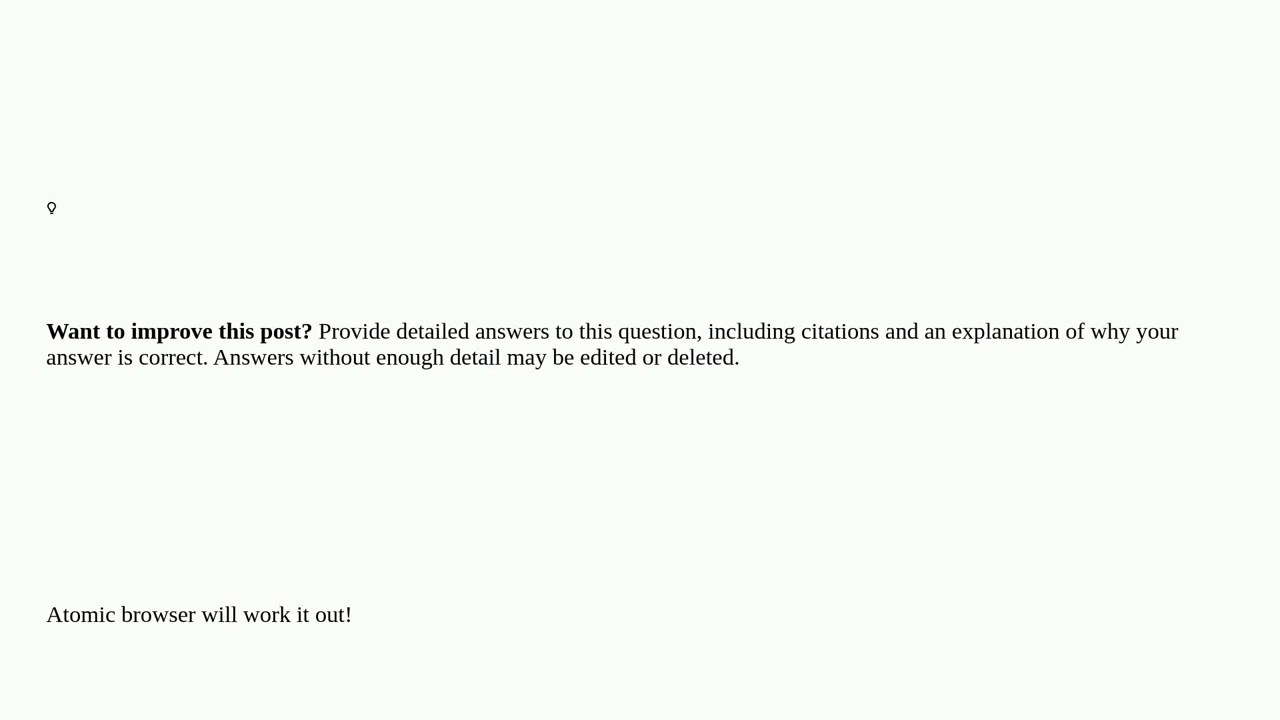 Want to improve this post? Provide detailed answers to this question, including citations and an explanation of why your
answer is correct. Answers without enough detail may be edited or deleted.
Atomic browser will work it out!